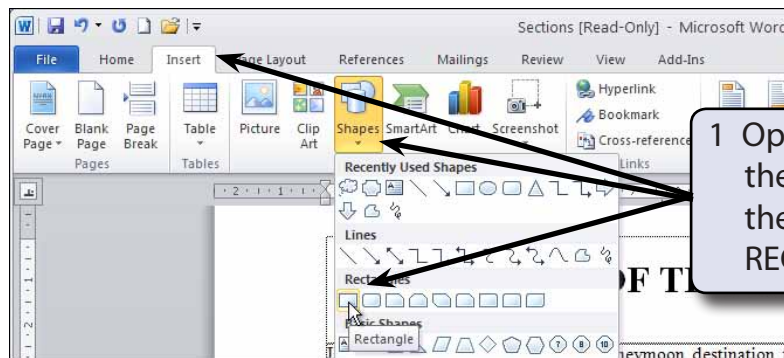 Sections [Read-Only] - Microsoft Word
File Home Insert Page Layout References Mailings Review View Add-Ins
Cover Page Blank Page Page Break Table Picture Clip Art Shapes SmartArt Chart Screenshot Hyperlink
Bookmark
Cross-reference
Pages Tables Links
Recently Used Shapes
Lines
Rectangles
Basic Shapes
Rectangle
OF T
neymoon destination
1 Op
the
the
REC